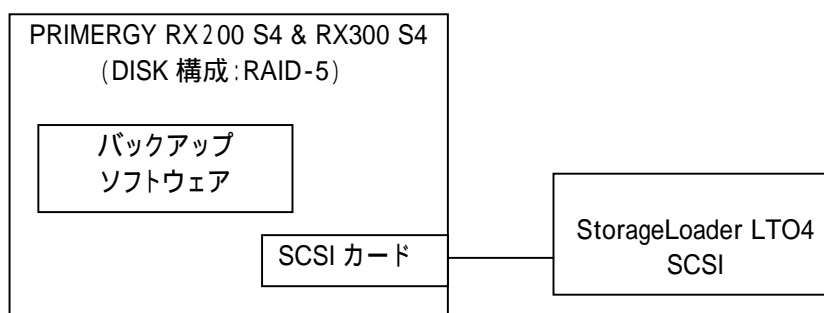 PRIMERGY RX200 S4 & RX300 S4
(DISK 構成:RAID-5)
バックアップ
ソフトウェア
SCSI カード
StorageLoader LTO4
SCSI